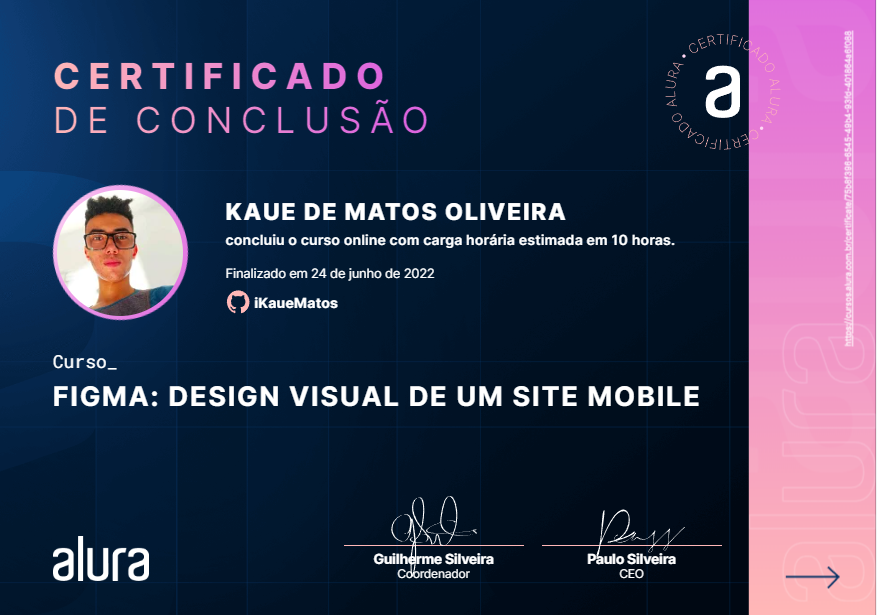 CERTIFICADO
DE CONCLUSÃO
CERTIFICADO ALURA • CERTIFICADO ALURA •
a
KAUE DE MATOS OLIVEIRA
concluiu o curso online com carga horária estimada em 10 horas.
Finalizado em 24 de junho de 2022
iKaueMatos
Curso_
FIGMA: DESIGN VISUAL DE UM SITE MOBILE
alura
Guilherme Silveira
Coordenador
Paulo Silveira
CEO
alura